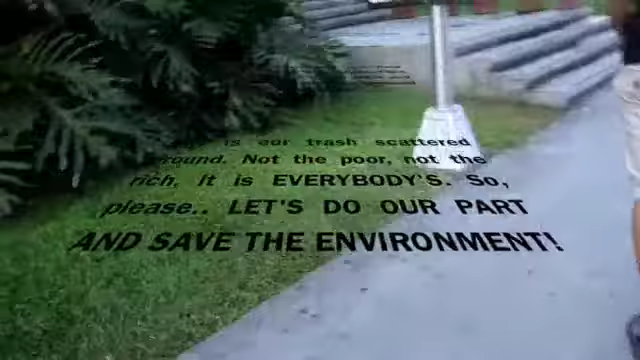 is our trash scattered
around. Not the poor, not the
rich, It is EVERYBODY'S. So,
please.. LET'S DO OUR PART
AND SAVE THE ENVIRONMENT!